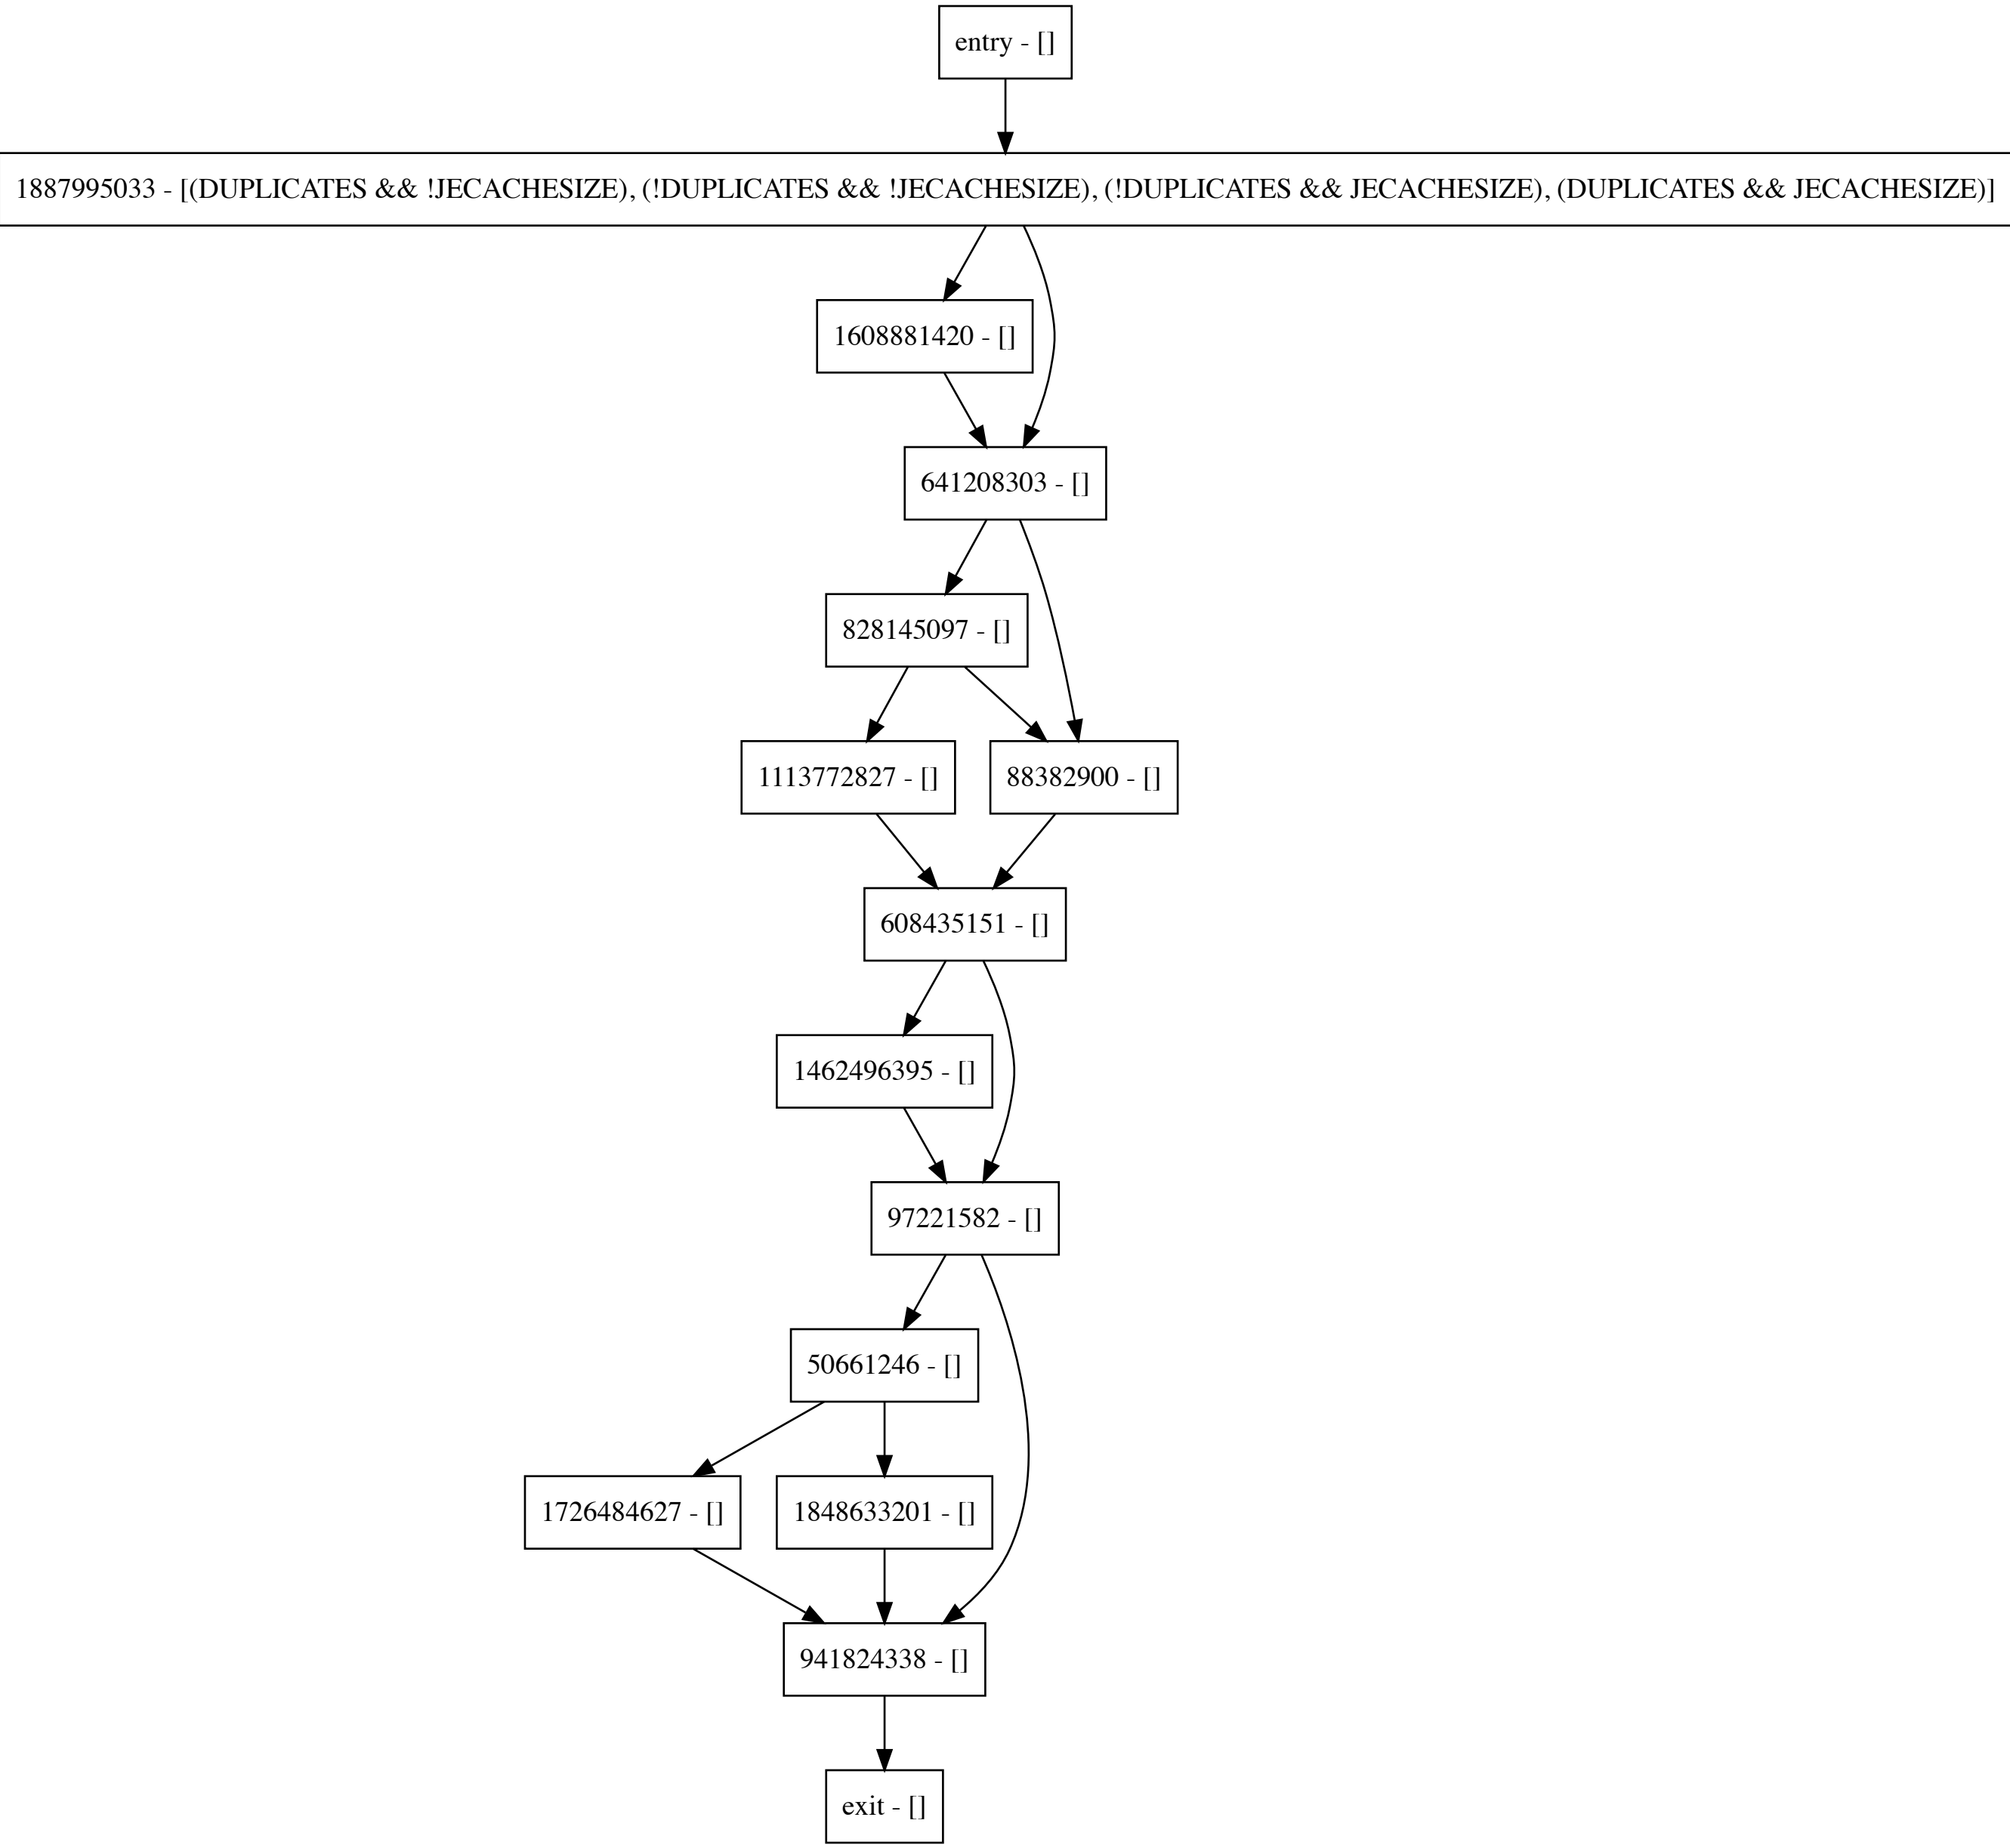 entry - []
1887995033 - [(DUPLICATES && !JECACHESIZE), (!DUPLICATES && !JECACHESIZE), (!DUPLICATES && JECACHESIZE), (DUPLICATES && JECACHESIZE)]
1608881420 - []
641208303 - []
828145097 - []
1113772827 - []
88382900 - []
608435151 - []
1462496395 - []
97221582 - []
50661246 - []
1726484627 - []
1848633201 - []
941824338 - []
exit - []